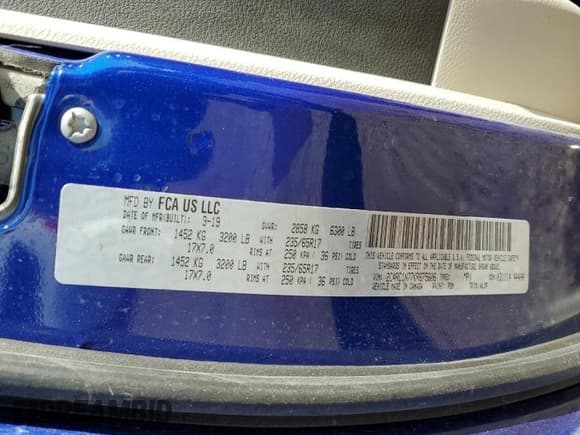 MFD BY FCA US LLC
DATE OF MFR(BUILT): 3-19 GVWR: 2858 KG 6300 LB
GAWR FRONT: 1452 KG 3200 LB WITH 235/65R17 TIRES
17X7.0 RIMS AT 250 KPA( 36 PSI) COLD
GAWR REAR: 1452 KG 3200 LB WITH 235/65R17 TIRES
17X7.0 RIMS AT 250 KPA( 36 PSI) COLD
THIS VEHICLE CONFORMS TO ALL APPLICABLE U.S.A. FEDERAL MOTOR VEHICLE SAFETY
STANDARDS IN EFFECT ON THE DATE OF MANUFACTURE SHOWN ABOVE.
VIN: TYPE: MPV
VEHICLE MADE IN CANADA PAINT: TRIM: